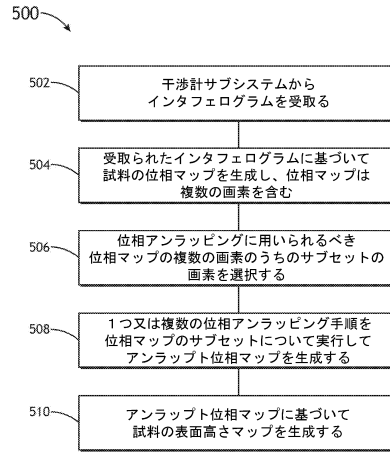 500
502
干渉計サブシステムから
インタフェログラムを受取る
504
受取られたインタフェログラムに基づいて
試料の位相マップを生成し、位相マップは
複数の画素を含む
506
位相アンラッピングに用いられるべき
位相マップの複数の画素のうちのサブセットの
画素を選択する
508
1つ又は複数の位相アンラッピング手順を
位相マップのサブセットについて実行して
アンラップト位相マップを生成する
510
アンラップト位相マップに基づいて
試料の表面高さマップを生成する